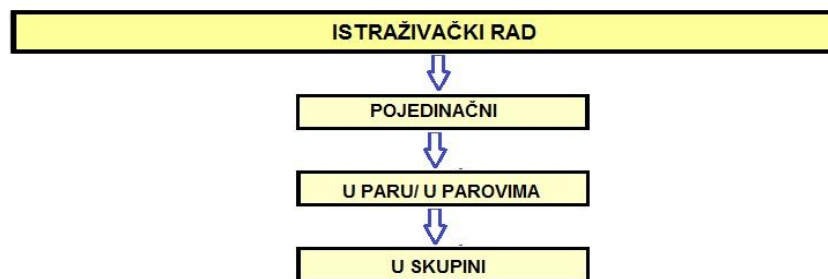 ISTRAŽIVAČKI RAD
POJEDINAČNI
U PARU/ U PAROVIMA
U SKUPINI